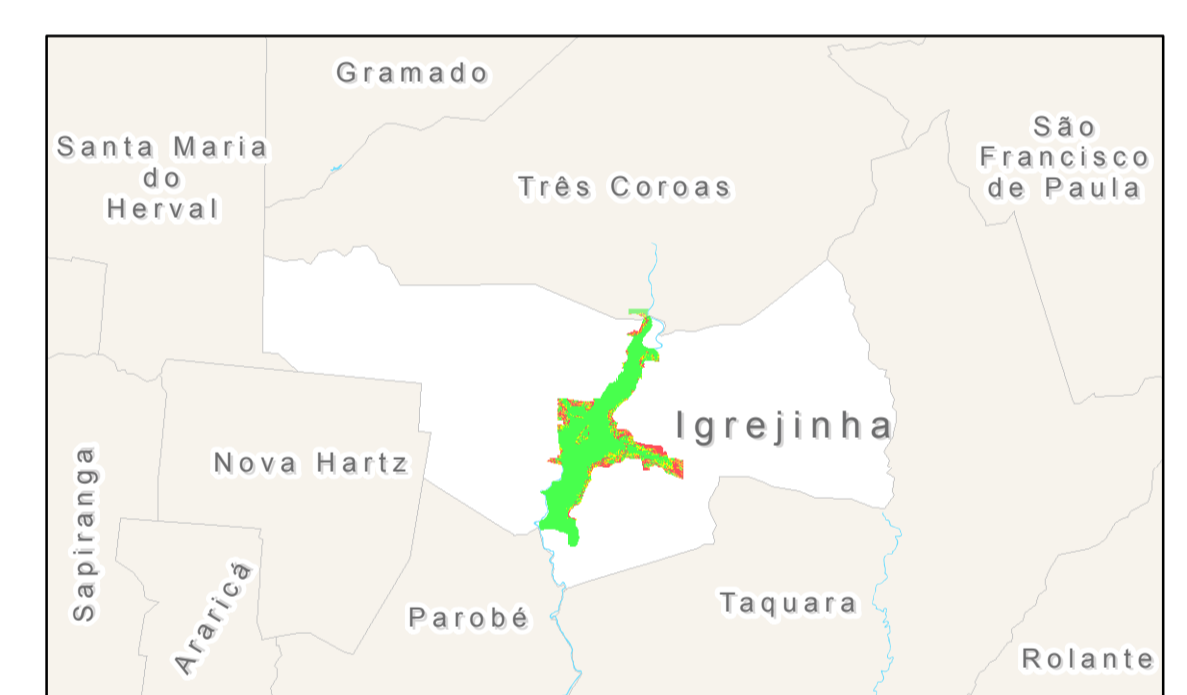 Gramado
Santa Maria
do
Herval
São
Francisco
de Paula
Três Coroas
Igrejinha
Nova Hartz
Sapiranga
Araricá
Parobé
Taquara
Rolante